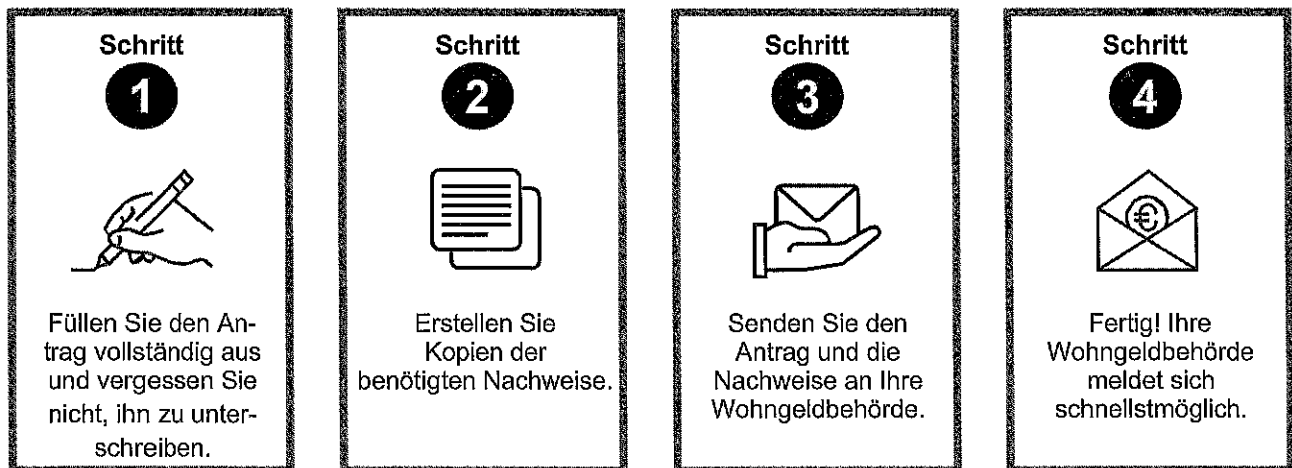 Schritt
1
Füllen Sie den An-
trag vollständig aus
und vergessen Sie
nicht, ihn zu unter-
schreiben.
Schritt
2
Erstellen Sie
Kopien der
benötigten Nachweise.
Schritt
3
Senden Sie den
Antrag und die
Nachweise an Ihre
Wohngeldbehörde.
Schritt
4
€
Fertig! Ihre
Wohngeldbehörde
meldet sich
schnellstmöglich.